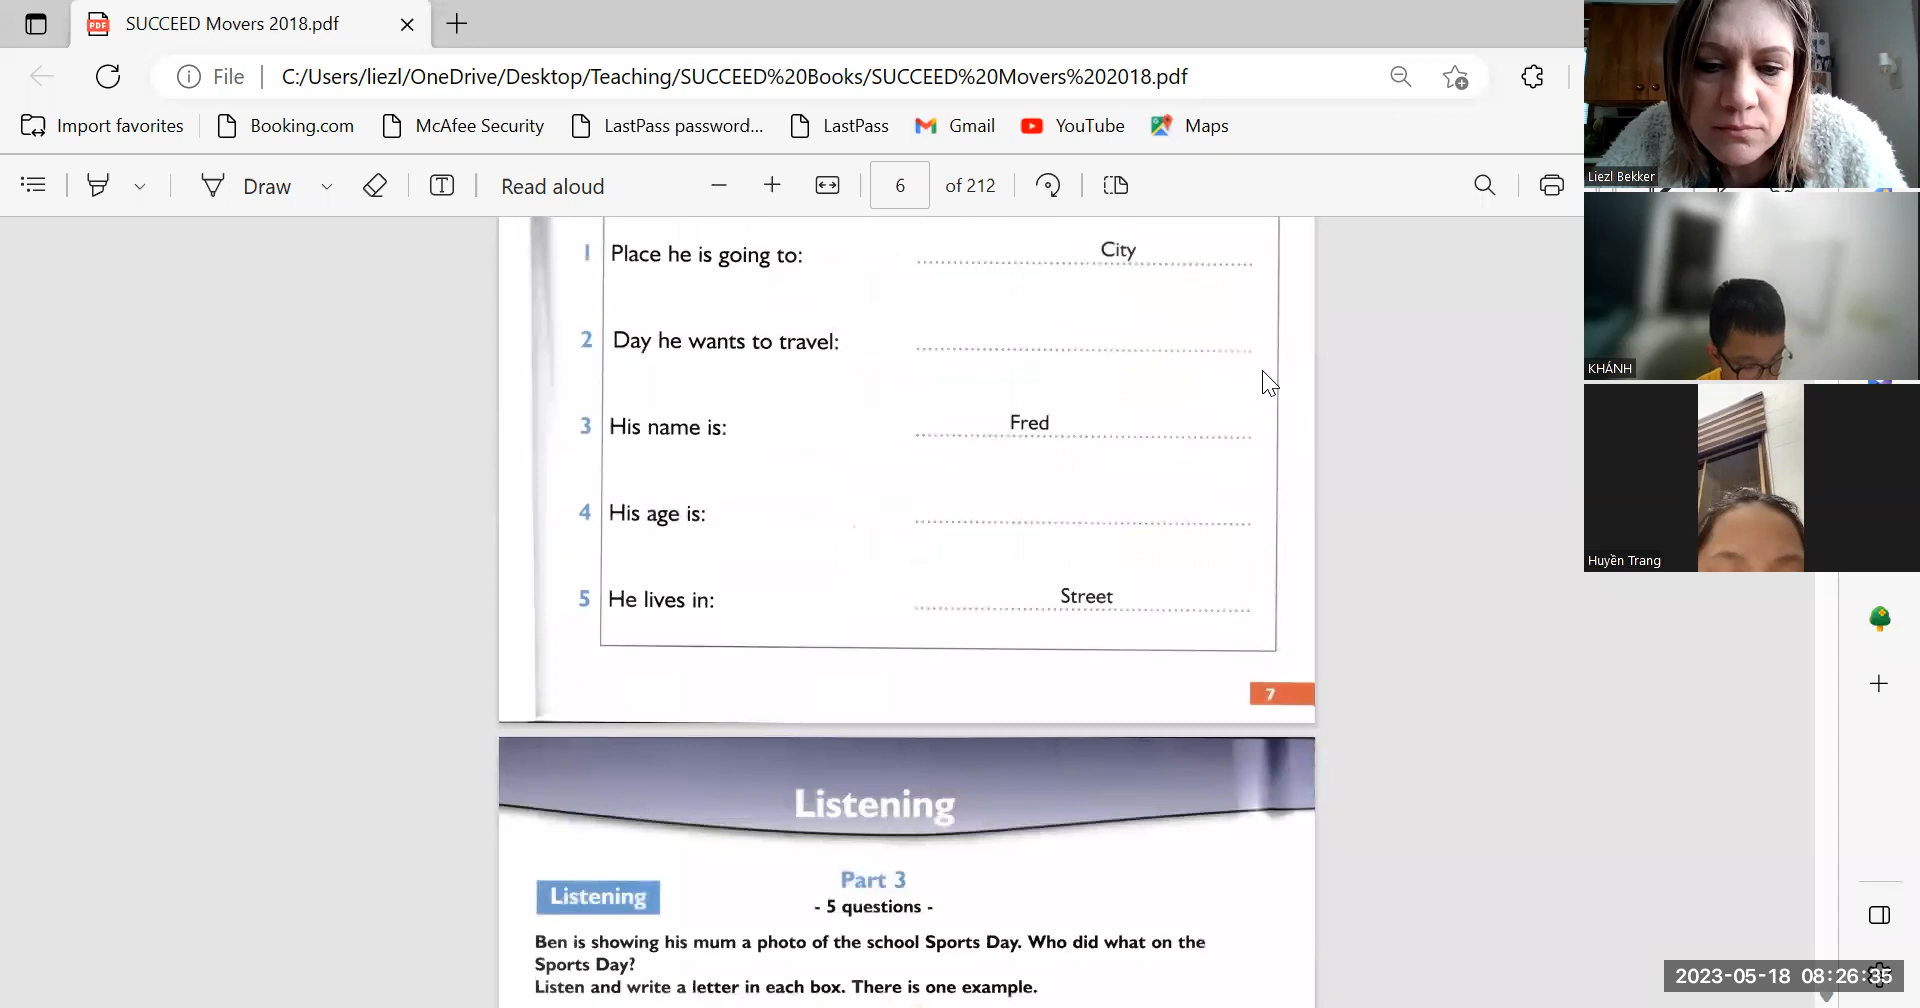 SUCCEED Movers 2018.pdf
File
C:/Users/liezl/OneDrive/Desktop/Teaching/SUCCEED%20Books/SUCCEED%20Movers%202018.pdf
Import favorites
Booking.com
McAfee Security
LastPass password...
LastPass
Gmail
YouTube
Maps
Draw
Read aloud
6
of 212
1 Place he is going to: City
2 Day he wants to travel:
3 His name is: Fred
4 His age is:
5 He lives in: Street
7
Listening
Part 3
Listening
- 5 questions -
Ben is showing his mum a photo of the school Sports Day. Who did what on the
Sports Day?
Listen and write a letter in each box. There is one example.
Liezl Bekker
KHÁNH
Huyền Trang
2023-05-18 08:26:35